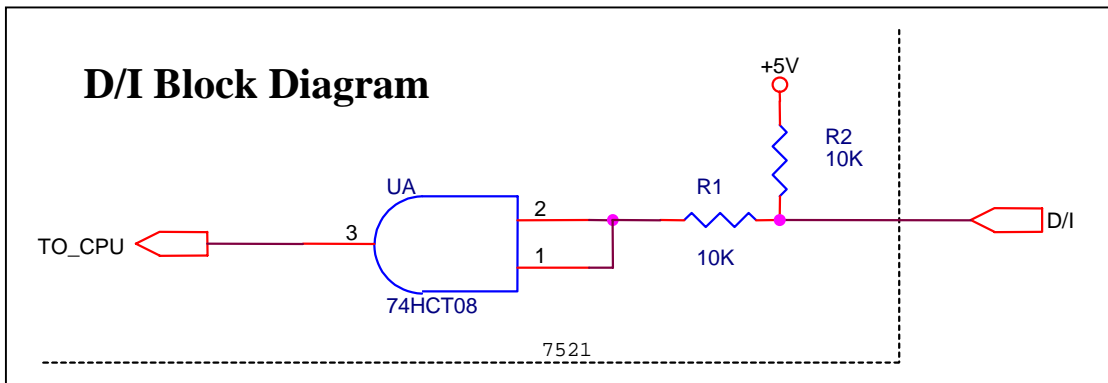 D/I Block Diagram
+5V
R2
10K
UA
R1
2
D/I
3
TO_CPU
1
10K
74HCT08
7521